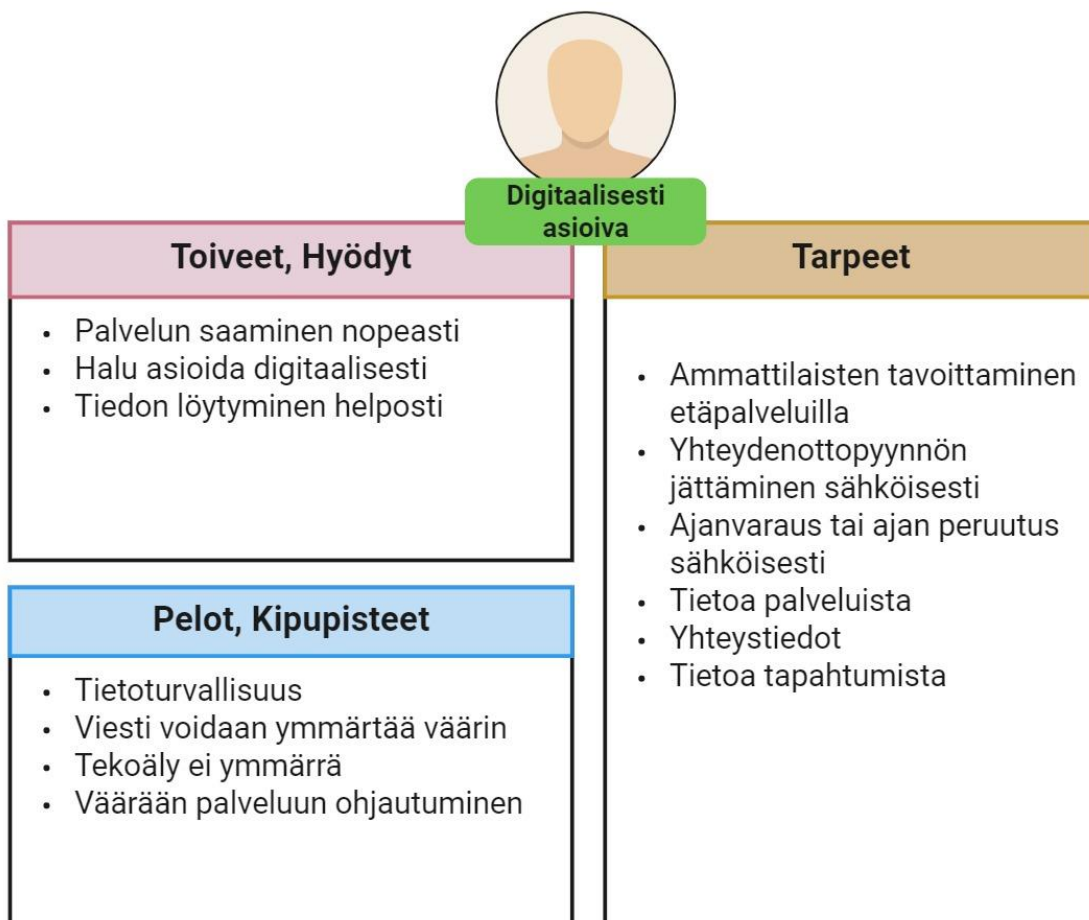 Digitaalisesti
asioiva
Toiveet, Hyödyt
• Palvelun saaminen nopeasti
• Halu asioida digitaalisesti
• Tiedon löytyminen helposti
Pelot, Kipupisteet
• Tietoturvallisuus
• Viesti voidaan ymmärtää väärin
• Tekoäly ei ymmärrä
• Väärään palveluun ohjautuminen
Tarpeet
• Ammattilaisten tavoittaminen
etäpalveluilla
• Yhteydenottopyynnön
jättäminen sähköisesti
• Ajanvaraus tai ajan peruutus
sähköisesti
• Tietoa palveluista
• Yhteystiedot
• Tietoa tapahtumista